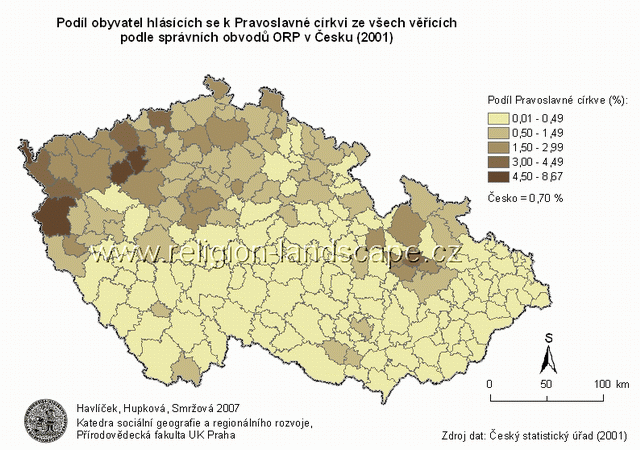 Podíl obyvatel hlásících se k Pravoslavné církvi ze všech věřících
podle správních obvodů ORP v Česku (2001)
Podíl Pravoslavné církve (%):
0,01 - 0,49
0,50 - 1,49
1,50 - 2,99
3,00 - 4,49
4,50 - 8,67
Česko = 0,70 %
www.religion-landscape.cz
S
0 50 100 km
Havlíček, Hupková, Smržová 2007
Katedra sociální geografie a regionálního rozvoje,
Přírodovědecká fakulta UK Praha
Zdroj dat: Český statistický úřad (2001)